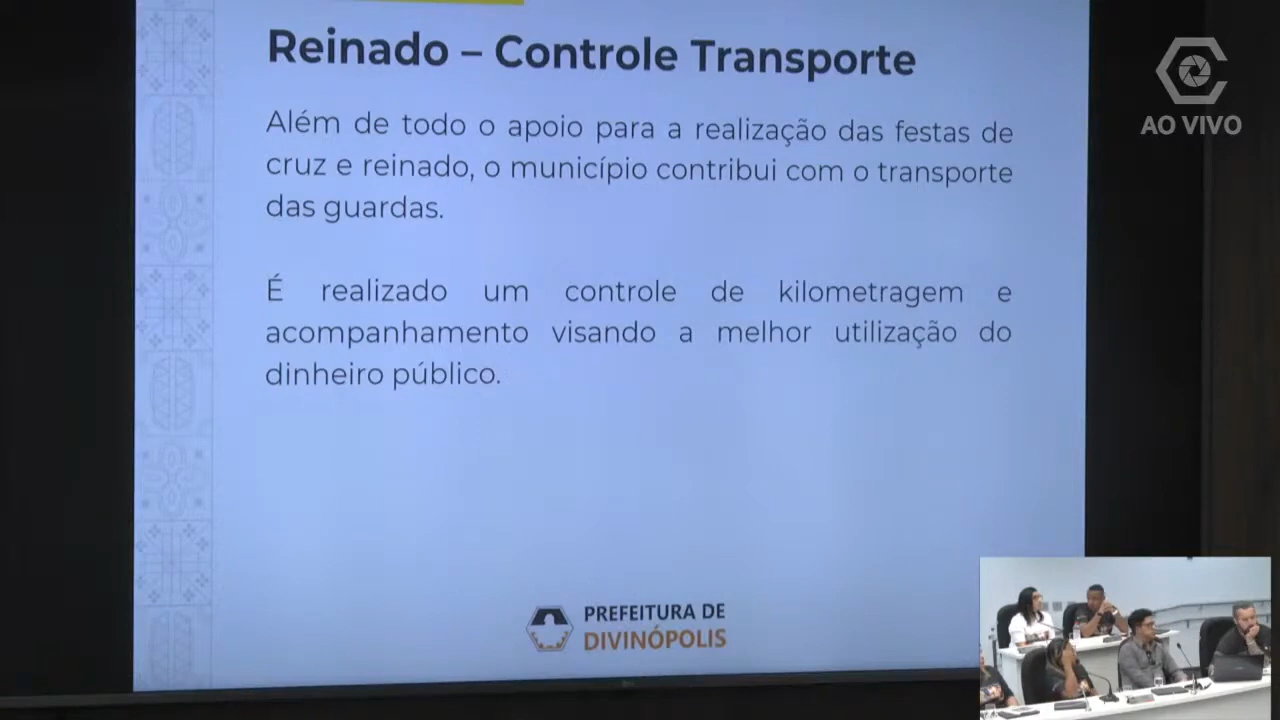 Reinado – Controle Transporte
AO VIVO
Além de todo o apoio para a realização das festas de
cruz e reinado, o município contribui com o transporte
das guardas.
É realizado um controle de kilometragem e
acompanhamento visando a melhor utilização do
dinheiro público.
PREFEITURA DE
DIVINÓPOLIS